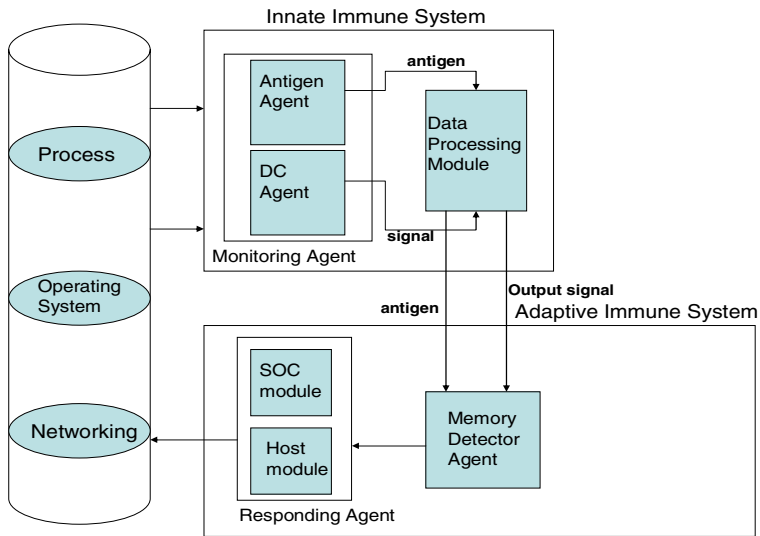 Innate Immune System
antigen
Antigen
Agent
Data
Processing
Module
Process
DC
Agent
signal
Monitoring Agent
Operating
System
Output signal
antigen
Adaptive Immune System
SOC
module
Memory
Detector
Agent
Networking
Host
module
Responding Agent